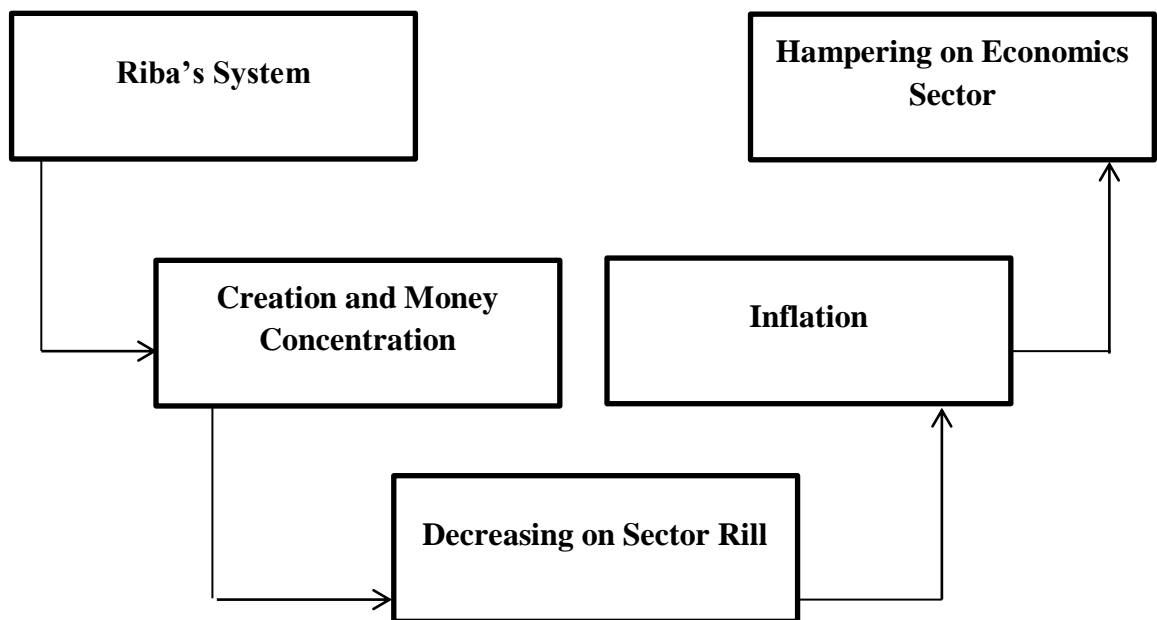 Riba’s System
Hampering on Economics
Sector
Creation and Money
Concentration
Inflation
Decreasing on Sector Rill